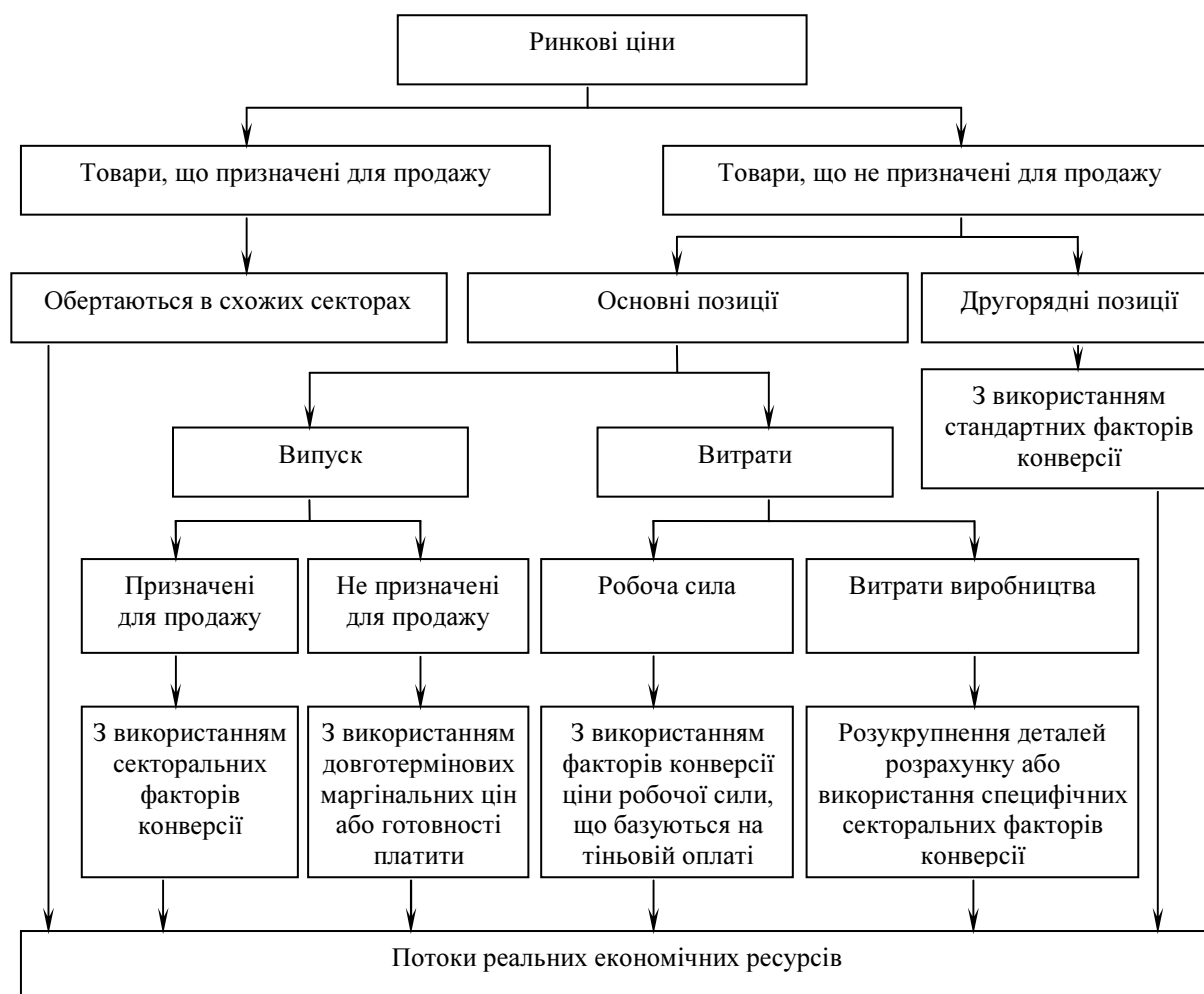 Ринкові ціни
Товари, що призначені для продажу
Товари, що не призначені для продажу
Обертаються в схожих секторах
Основні позиції
Другорядні позиції
З використанням
стандартних факторів
конверсії
Випуск
Витрати
Призначені
для продажу
Не призначені
для продажу
Робоча сила
Витрати виробництва
З використанням
секторальних
факторів
конверсії
З використанням
довготермінових
маргінальних цін
або готовності
платити
З використанням
факторів конверсії
ціни робочої сили,
що базуються на
тіньовій оплаті
Розукрупнення деталей
розрахунку або
використання специфічних
секторальних факторів
конверсії
Потоки реальних економічних ресурсів